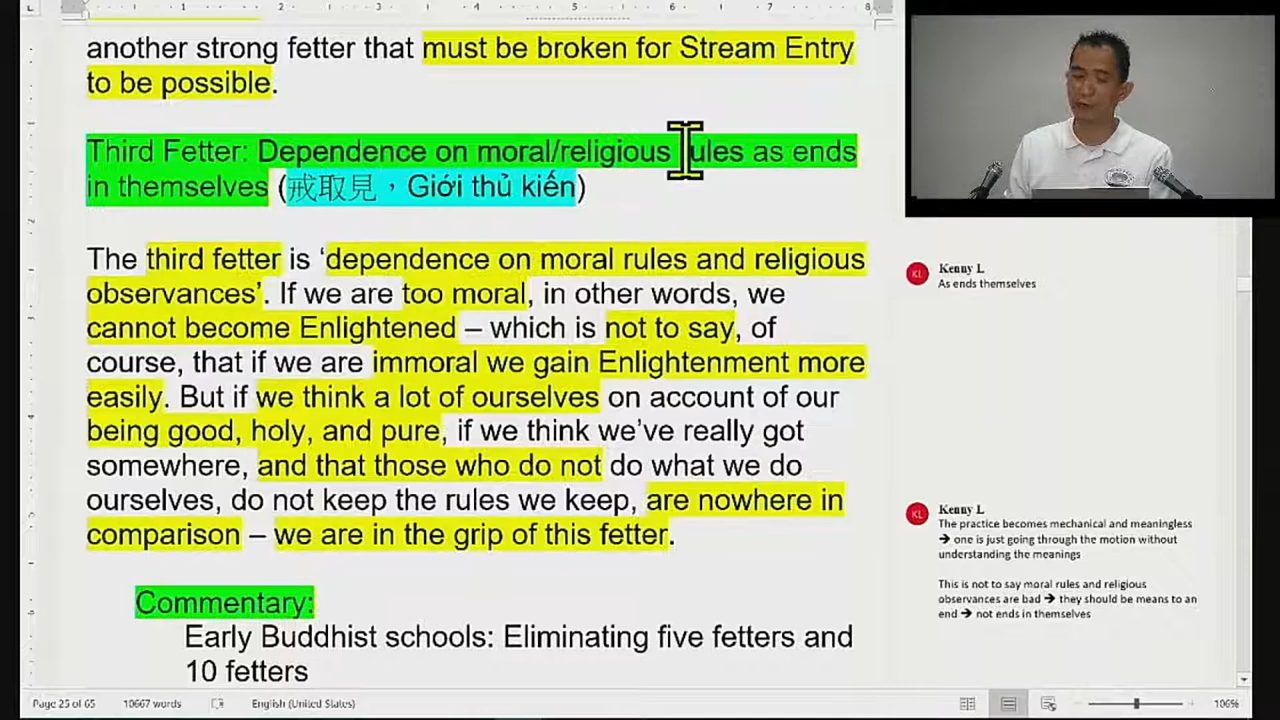 another strong fetter that must be broken for Stream Entry
to be possible.
Third Fetter: Dependence on moral/religious rules as ends
in themselves (戒取見，Giới thủ kiến)
The third fetter is ‘dependence on moral rules and religious
observances’. If we are too moral, in other words, we
cannot become Enlightened – which is not to say, of
course, that if we are immoral we gain Enlightenment more
easily. But if we think a lot of ourselves on account of our
being good, holy, and pure, if we think we’ve really got
somewhere, and that those who do not do what we do
ourselves, do not keep the rules we keep, are nowhere in
comparison – we are in the grip of this fetter.
Commentary:
Early Buddhist schools: Eliminating five fetters and
10 fetters
KL
Kenny L
As ends themselves
KL
Kenny L
The practice becomes mechanical and meaningless
➔ one is just going through the motion without
understanding the meanings
This is not to say moral rules and religious
observances are bad ➔ they should be means to an
end ➔ not ends in themselves
Page 25 of 65 10667 words English (United States) 106%